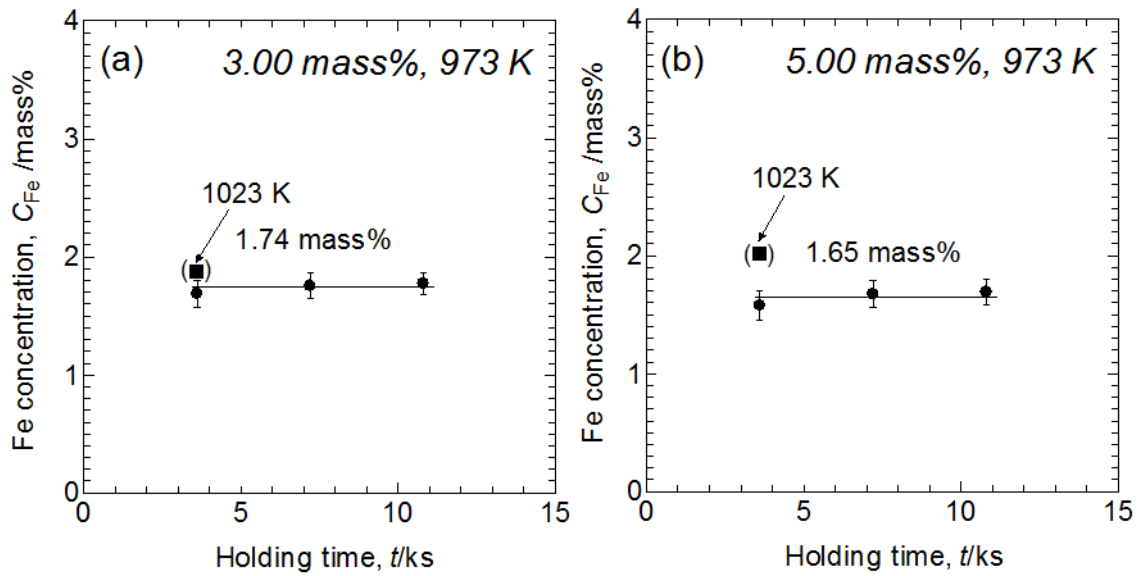 (a) 3.00 mass%, 973 K
Fe concentration, C_Fe /mass%
4
3
2
1
0
1023 K
1.74 mass%
( )
0 5 10 15
Holding time, t/ks
(b) 5.00 mass%, 973 K
Fe concentration, C_Fe /mass%
4
3
2
1
0
1023 K
1.65 mass%
( )
0 5 10 15
Holding time, t/ks